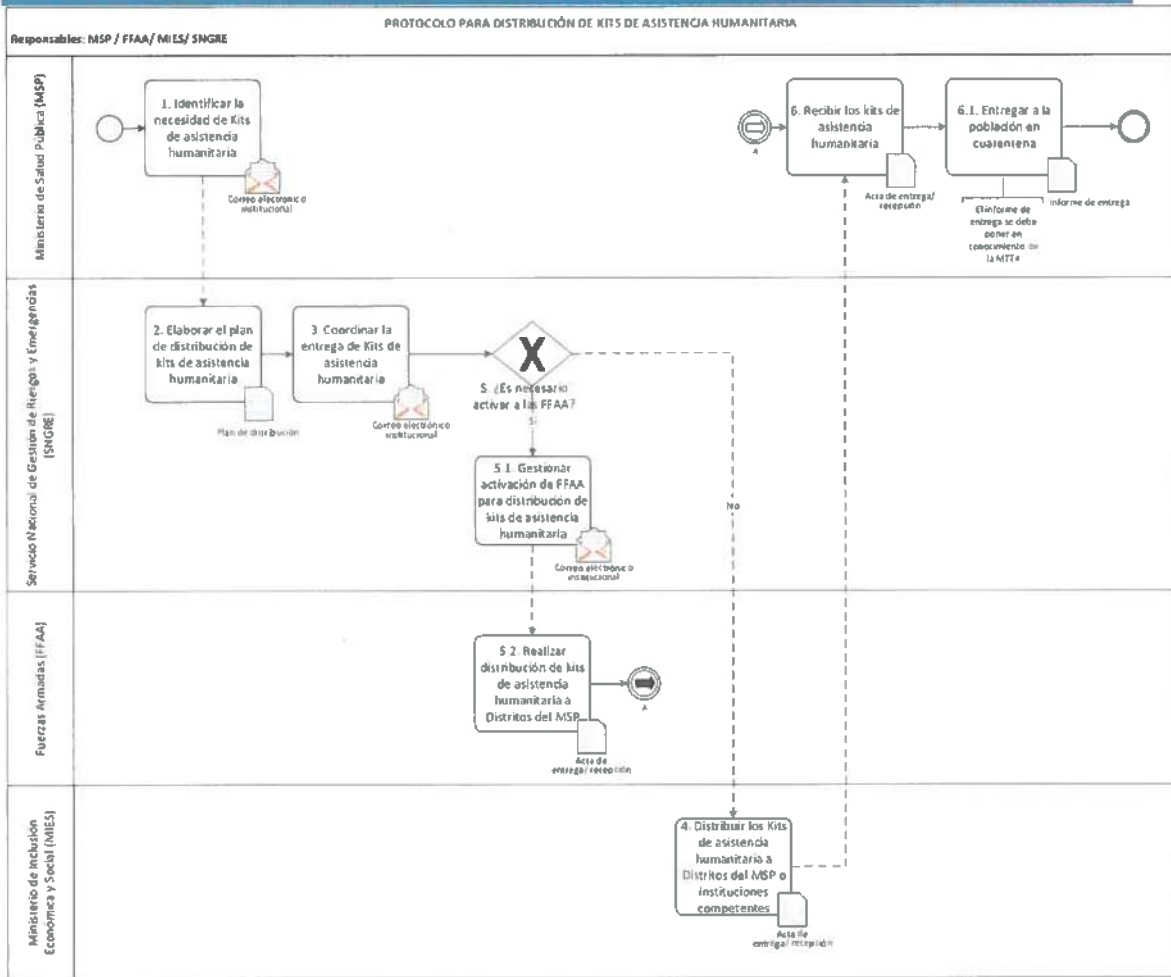 PROTOCOLO PARA DISTRIBUCIÓN DE KITS DE ASISTENCIA HUMANITARIA
Responsables: MSP / FFAA/ MIES/ SNGRE
Ministerio de Salud Pública (MSP)
1. Identificar la
necesidad de Kits
de asistencia
humanitaria
Correo electrónico
institucional
A
6. Recibir los kits de
asistencia
humanitaria
Acta de entrega/
recepción
6.1. Entregar a la
población en
cuarentena
El informe de
entrega se debe
poner en
conocimiento de
la MTT4
Informe de entrega
Servicio Nacional de Gestión de Riesgos y Emergencias
(SNGRE)
2. Elaborar el plan
de distribución de
kits de asistencia
humanitaria
Plan de distribución
3. Coordinar la
entrega de Kits de
asistencia
humanitaria
Correo electrónico
institucional
5. ¿Es necesario
activar a las FFAA?
Si
No
5.1. Gestionar
activación de FFAA
para distribución de
kits de asistencia
humanitaria
Correo electrónico
institucional
Fuerzas Armadas (FFAA)
5.2. Realizar
distribución de kits
de asistencia
humanitaria a
Distritos del MSP
Acta de
entrega/ recepción
A
Ministerio de Inclusión
Económica y Social (MIES)
4. Distribuir los Kits
de asistencia
humanitaria a
Distritos del MSP o
instituciones
competentes
Acta de
entrega/ recepción